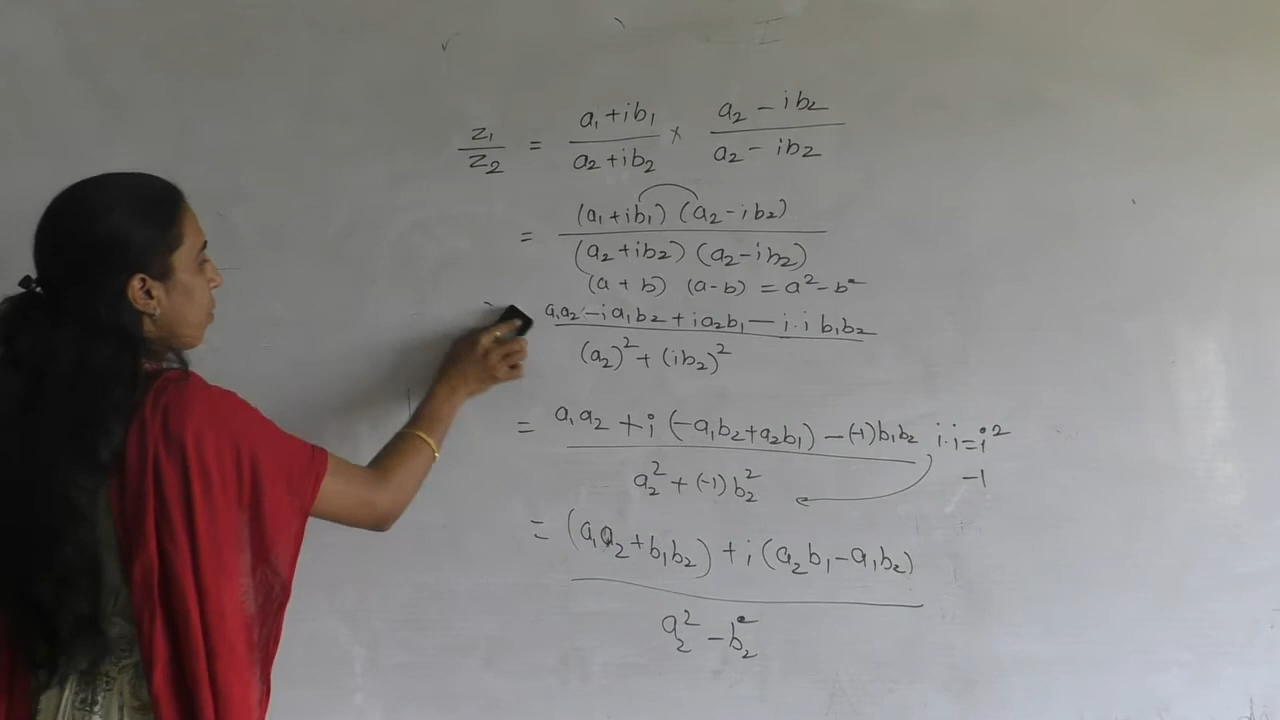 z₁/z₂ = (a₁+ib₁)/(a₂+ib₂) × (a₂-ib₂)/(a₂-ib₂)
= (a₁+ib₁)(a₂-ib₂)/(a₂+ib₂)(a₂-ib₂)
(a+b)(a-b) = a²-b²
a₁a₂-ia₁b₂+ia₂b₁-i.i b₁b₂/(a₂)²+(ib₂)²
= a₁a₂+i(-a₁b₂+a₂b₁)-(-1)b₁b₂/a₂²+(-1)b₂² i.i=i²
-1
= (a₁a₂+b₁b₂)+i(a₂b₁-a₁b₂)/a₂²-b₂²